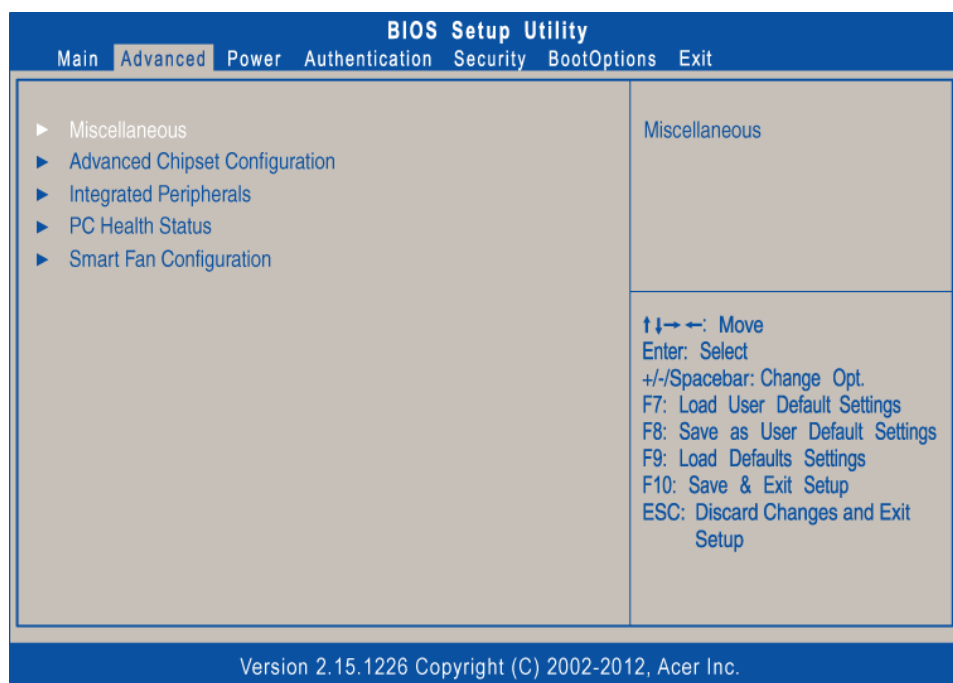 BIOS Setup Utility
Main Advanced Power Authentication Security BootOptions Exit
► Miscellaneous
► Advanced Chipset Configuration
► Integrated Peripherals
► PC Health Status
► Smart Fan Configuration
Miscellaneous
↑↓→←: Move
Enter: Select
+/-/Spacebar: Change Opt.
F7: Load User Default Settings
F8: Save as User Default Settings
F9: Load Defaults Settings
F10: Save & Exit Setup
ESC: Discard Changes and Exit
Setup
Version 2.15.1226 Copyright (C) 2002-2012, Acer Inc.